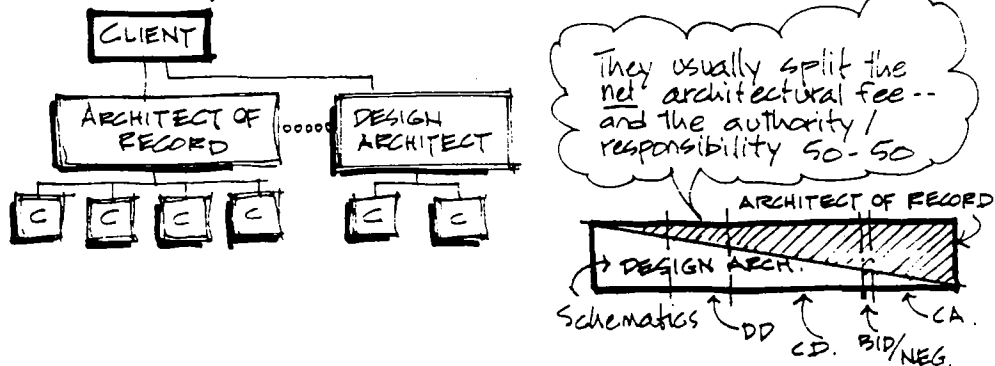 CLIENT
ARCHITECT OF
RECORD
DESIGN
ARCHITECT
C C C C C C
They usually split the
net architectural fee--
and the authority/
responsibility 50-50
ARCHITECT OF RECORD
DESIGN ARCH.
Schematics
DD
CD.
BID/
NEG.
CA.